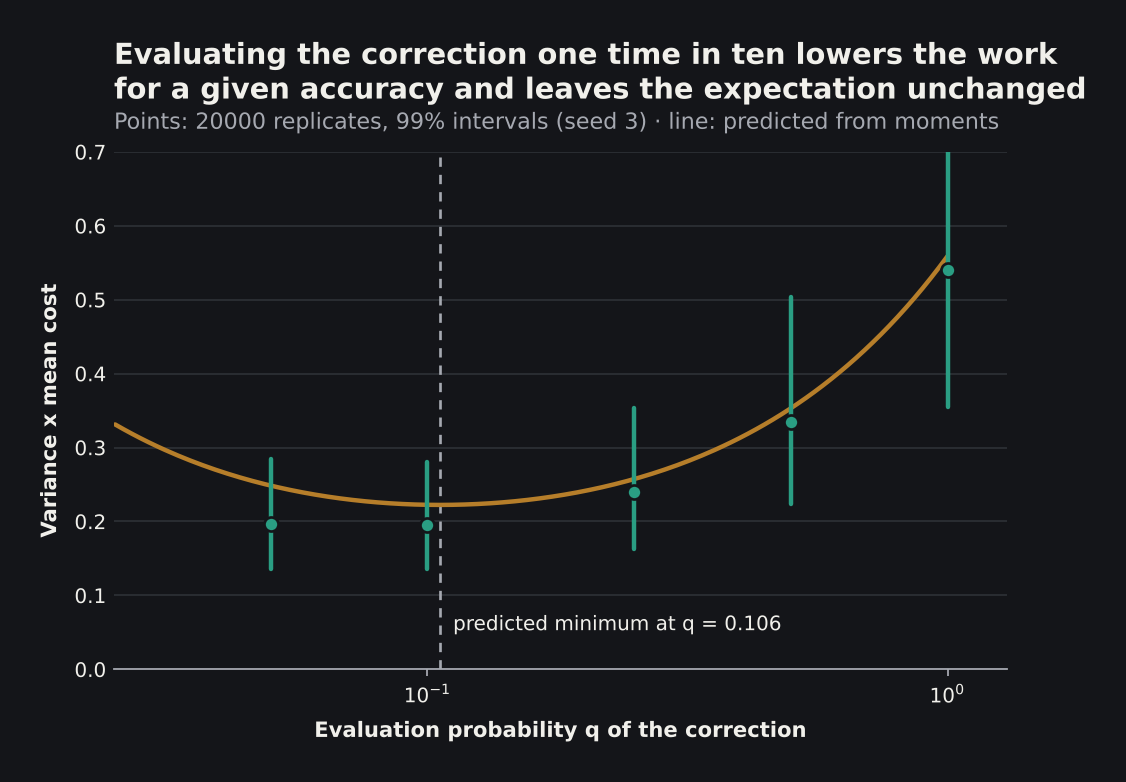 Evaluating the correction one time in ten lowers the work
for a given accuracy and leaves the expectation unchanged
Points: 20000 replicates, 99% intervals (seed 3) · line: predicted from moments
0.7
0.6
0.5
0.4
0.3
0.2
0.1
0.0
Variance x mean cost
predicted minimum at q = 0.106
10⁻¹
10⁰
Evaluation probability q of the correction